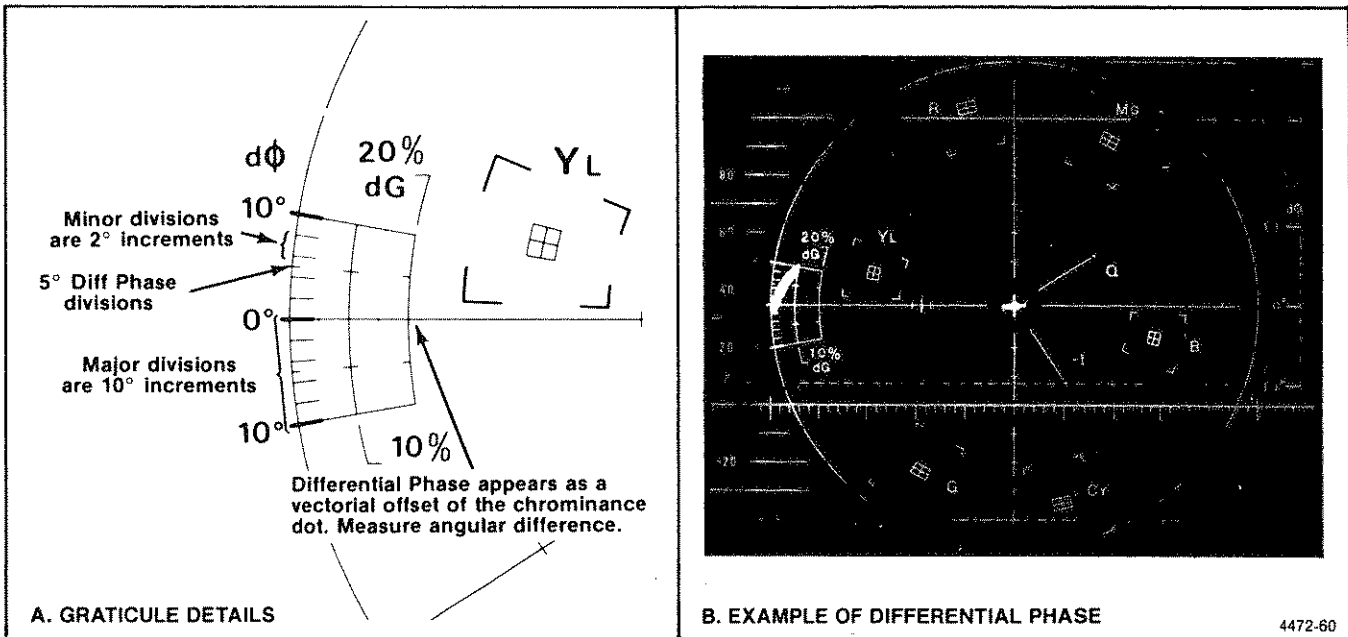 dϕ
20%
dG
YL
10°
Minor divisions
are 2° increments
5° Diff Phase
divisions
0°
Major divisions
are 10° increments
10°
10%
Differential Phase appears as a
vectorial offset of the chrominance
dot. Measure angular difference.
A. GRATICULE DETAILS
R
MG
80
60
20%
dG
YL
Q
40
20
10%
dG
-I
B
-20
G
CY
B. EXAMPLE OF DIFFERENTIAL PHASE
4472-60